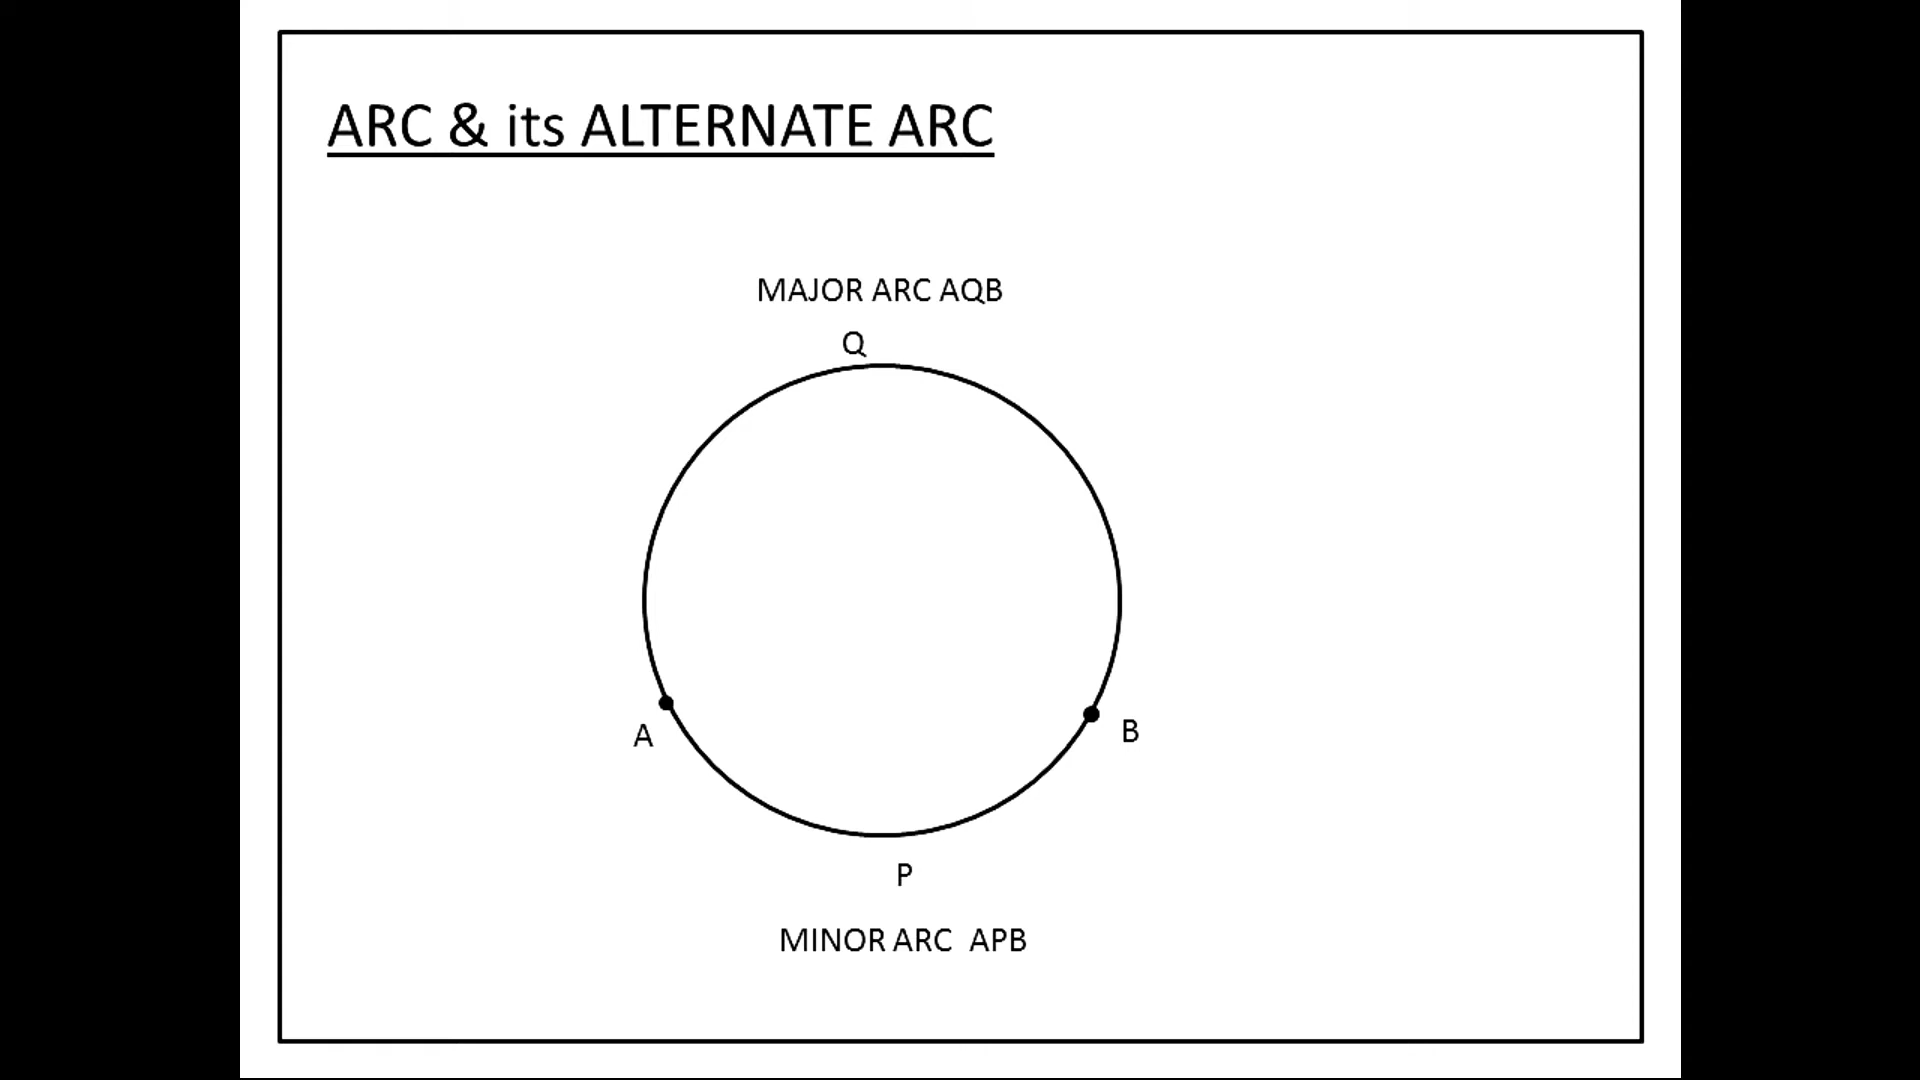 ARC & its ALTERNATE ARC
MAJOR ARC AQB
Q
A
B
P
MINOR ARC  APB